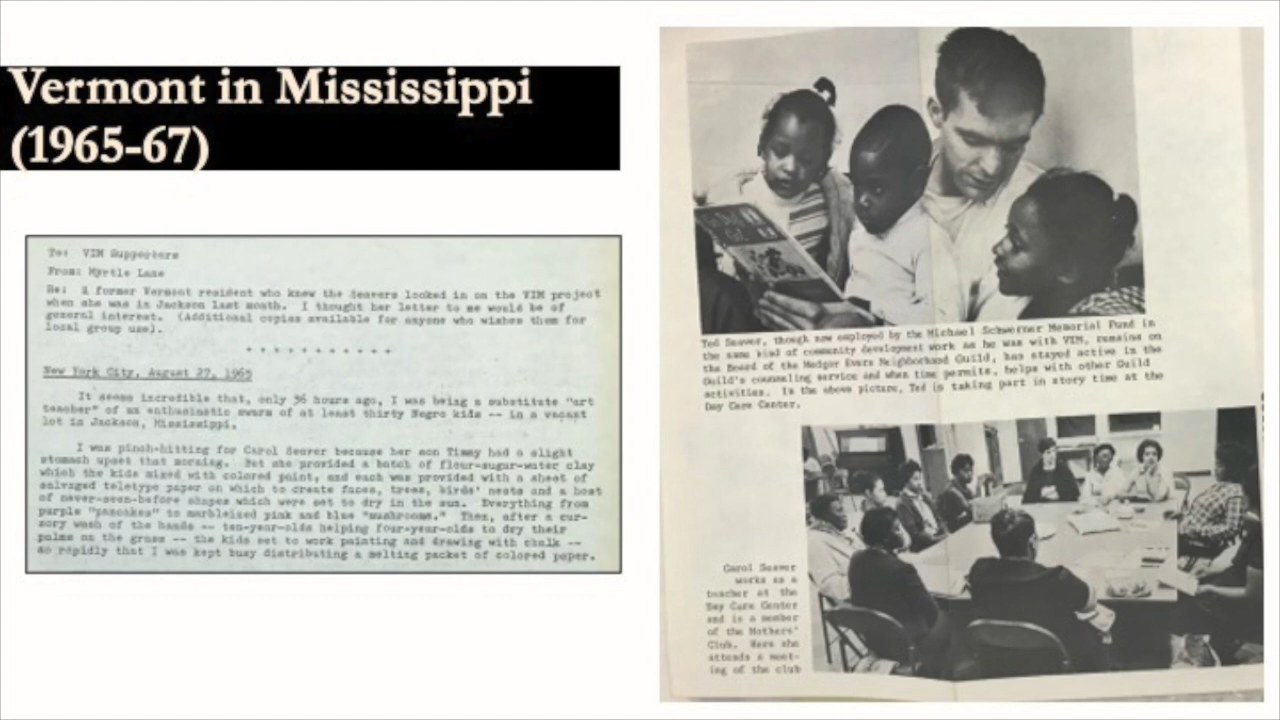 Vermont in Mississippi
(1965-67)
To: VIM Supporters
From: Myrtle Lane
Re: A former Vermont resident who knew the Seavers looked in on the VIM project
when she was in Jackson last month. I thought her letter to me would be of
general interest. (Additional copies available for anyone who wishes them for
local group use).
+ + + + + + + + + + +
New York City, August 27, 1965
It seems incredible that, only 36 hours ago, I was being a substitute "art
teacher" of an enthusiastic swarm of at least thirty Negro kids -- in a vacant
lot in Jackson, Mississippi.
I was pinch-hitting for Carol Seaver because her son Timmy had a slight
stomach upset that morning. But she provided a batch of flour-sugar-water clay
which the kids mixed with colored paint, and each was provided with a sheet of
salvaged teletype paper on which to create faces, trees, birds' nests and a host
of never-seen-before shapes which were set to dry in the sun. Everything from
purple "pancakes" to marbleized pink and blue "mushrooms." Then, after a cur-
sory wash of the hands -- ten-year-olds helping four-year-olds to dry their
palms on the grass -- the kids set to work painting and drawing with chalk --
so rapidly that I was kept busy distributing a melting packet of colored paper.
Ted Seaver, though now employed by the Michael Schwerner Memorial Fund in
the same kind of community development work as he was with VIM, remains on
the Board of the Medgar Evers Neighborhood Guild, has stayed active in the
Guild's counseling service and when time permits, helps with other Guild
activities. In the above picture, Ted is taking part in story time at the
Day Care Center.
Carol Seaver
works as a
teacher at the
Day Care Center
and is a member
of the Mothers'
Club. Here she
attends a meet-
ing of the club